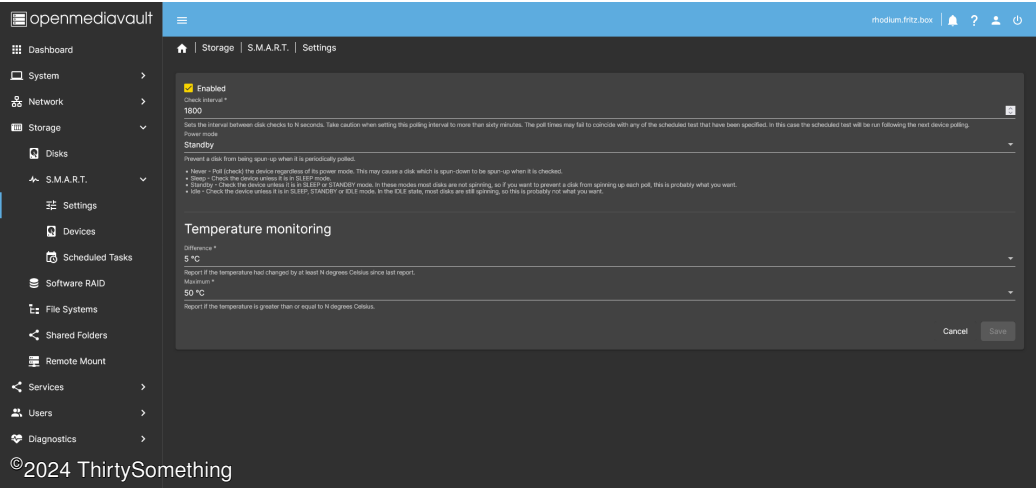 openmediavault
rhodium.fritz.box
Dashboard
System
Network
Storage
Disks
S.M.A.R.T.
Settings
Devices
Scheduled Tasks
Software RAID
File Systems
Shared Folders
Remote Mount
Services
Users
Diagnostics
| Storage | S.M.A.R.T. | Settings
Enabled
Check interval *
1800
Sets the interval between disk checks to N seconds. Take caution when setting this polling interval to more than sixty minutes. The poll times may fail to coincide with any of the scheduled test that have been specified. In this case the scheduled test will be run following the next device polling.
Power mode
Standby
Prevent a disk from being spun-up when it is periodically polled.
• Never - Poll (check) the device regardless of its power mode. This may cause a disk which is spun-down to be spun-up when it is checked.
• Sleep - Check the device unless it is in SLEEP mode.
• Standby - Check the device unless it is in SLEEP or STANDBY mode. In these modes most disks are not spinning, so if you want to prevent a disk from spinning up each poll, this is probably what you want.
• Idle - Check the device unless it is in SLEEP, STANDBY or IDLE mode. In the IDLE state, most disks are still spinning, so this is probably not what you want.
Temperature monitoring
Difference *
5 °C
Report if the temperature had changed by at least N degrees Celsius since last report.
Maximum *
50 °C
Report if the temperature is greater than or equal to N degrees Celsius.
Cancel
Save
©2024 ThirtySomething